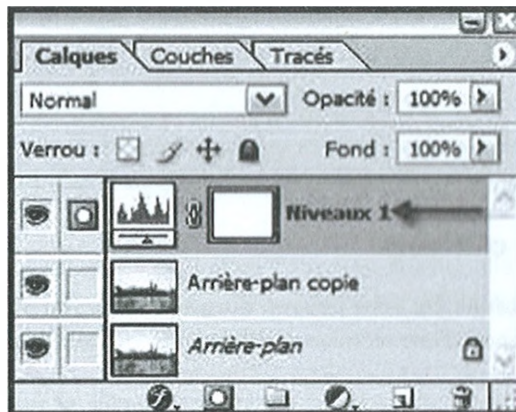 Calques Couches Tracés
Normal Opacité : 100%
Verrou : Fond : 100%
Niveaux 1
Arrière-plan copie
Arrière-plan